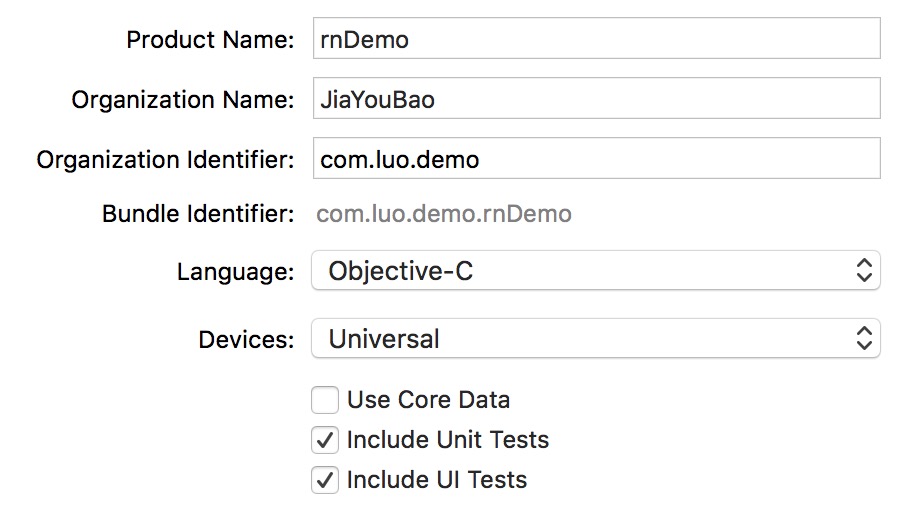 Product Name: rnDemo
Organization Name: JiaYouBao
Organization Identifier: com.luo.demo
Bundle Identifier: com.luo.demo.rnDemo
Language: Objective-C
Devices: Universal
Use Core Data
Include Unit Tests
Include UI Tests